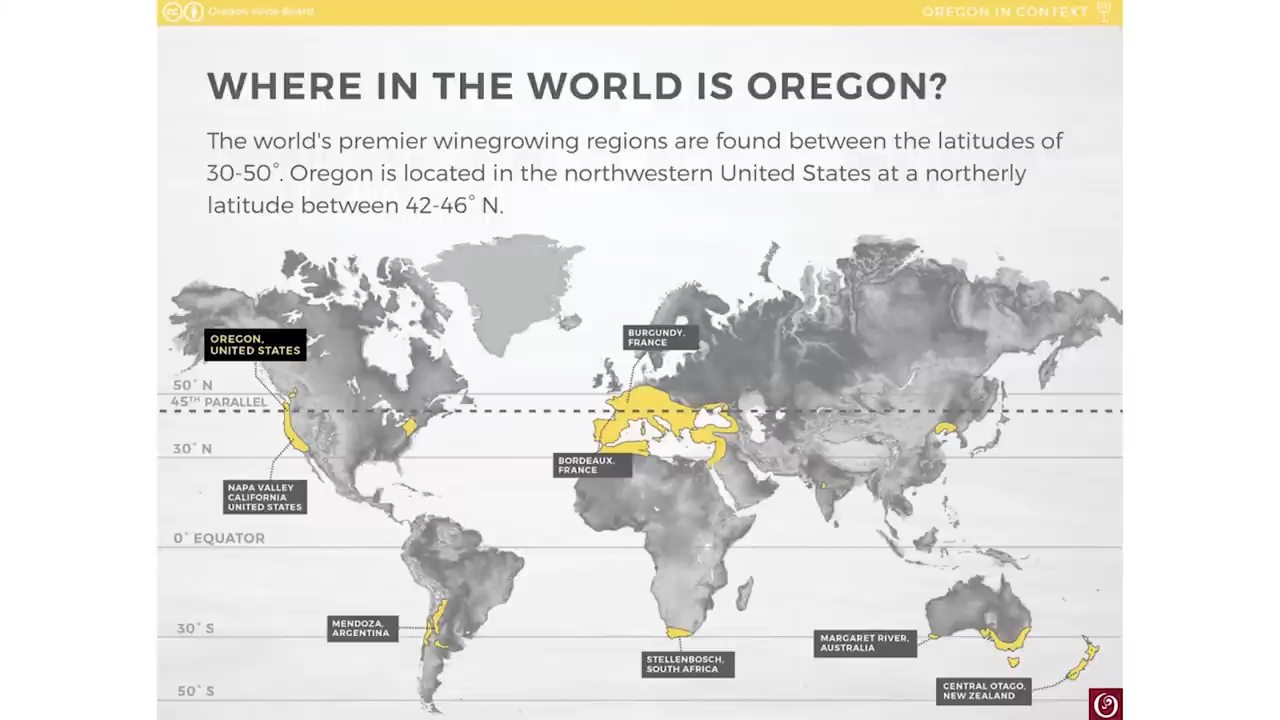 Oregon Wine Board
OREGON IN CONTEXT
WHERE IN THE WORLD IS OREGON?
The world's premier winegrowing regions are found between the latitudes of
30-50°. Oregon is located in the northwestern United States at a northerly
latitude between 42-46° N.
OREGON,
UNITED STATES
BURGUNDY,
FRANCE
50° N
45TH PARALLEL
30° N
BORDEAUX,
FRANCE
NAPA VALLEY
CALIFORNIA
UNITED STATES
0° EQUATOR
MENDOZA,
ARGENTINA
30° S
MARGARET RIVER,
AUSTRALIA
STELLENBOSCH,
SOUTH AFRICA
CENTRAL OTAGO,
NEW ZEALAND
50° S